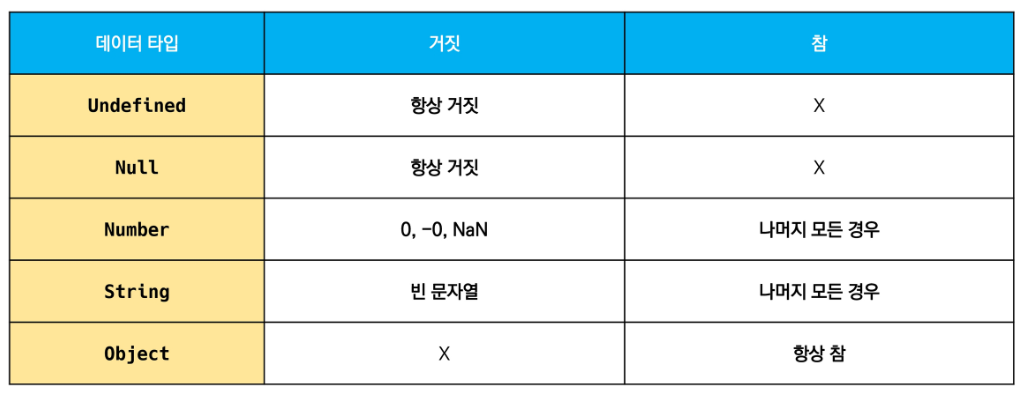 데이터 타입 거짓 참
Undefined 항상 거짓 X
Null 항상 거짓 X
Number 0, -0, NaN 나머지 모든 경우
String 빈 문자열 나머지 모든 경우
Object X 항상 참